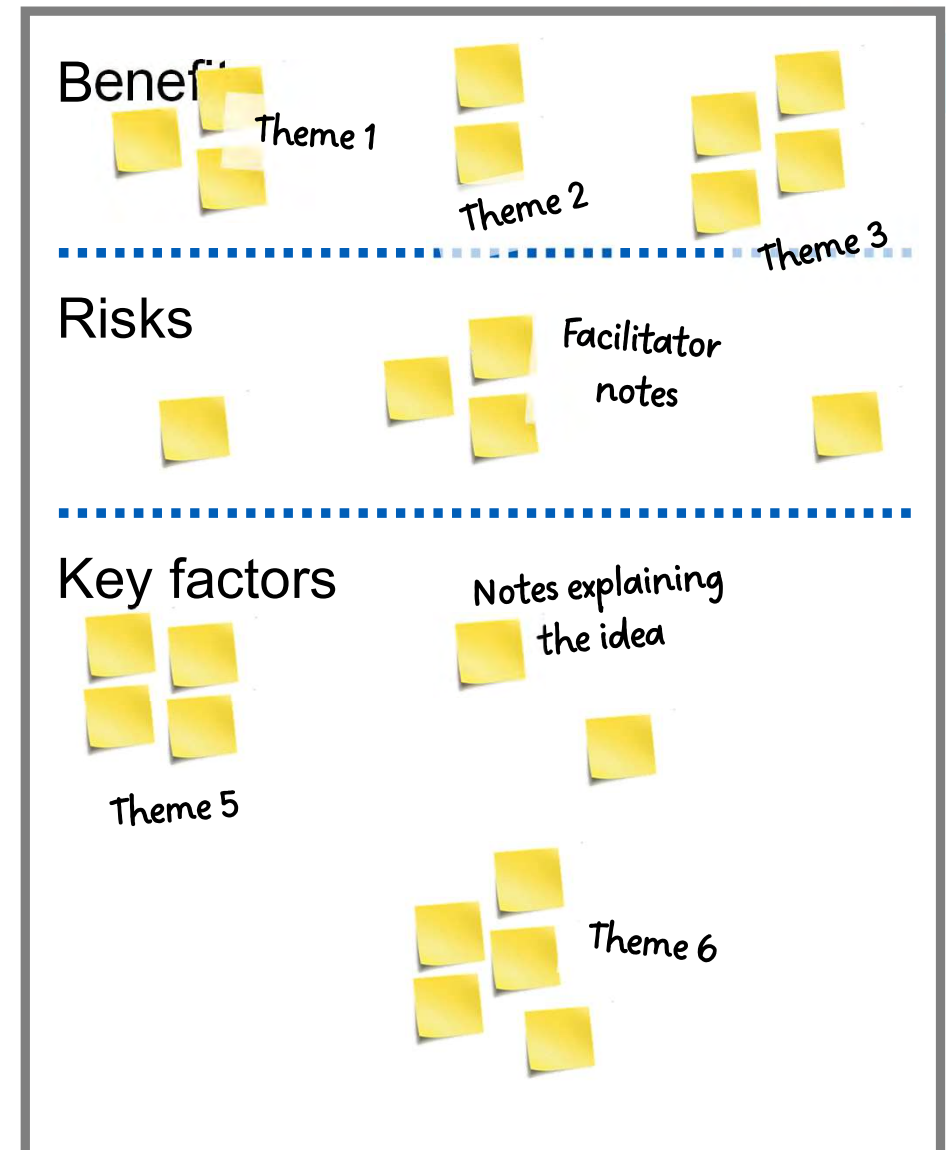 Benefi
Theme 1
Theme 2
Theme 3
Risks
Facilitator
notes
Key factors
Notes explaining
the idea
Theme 5
Theme 6